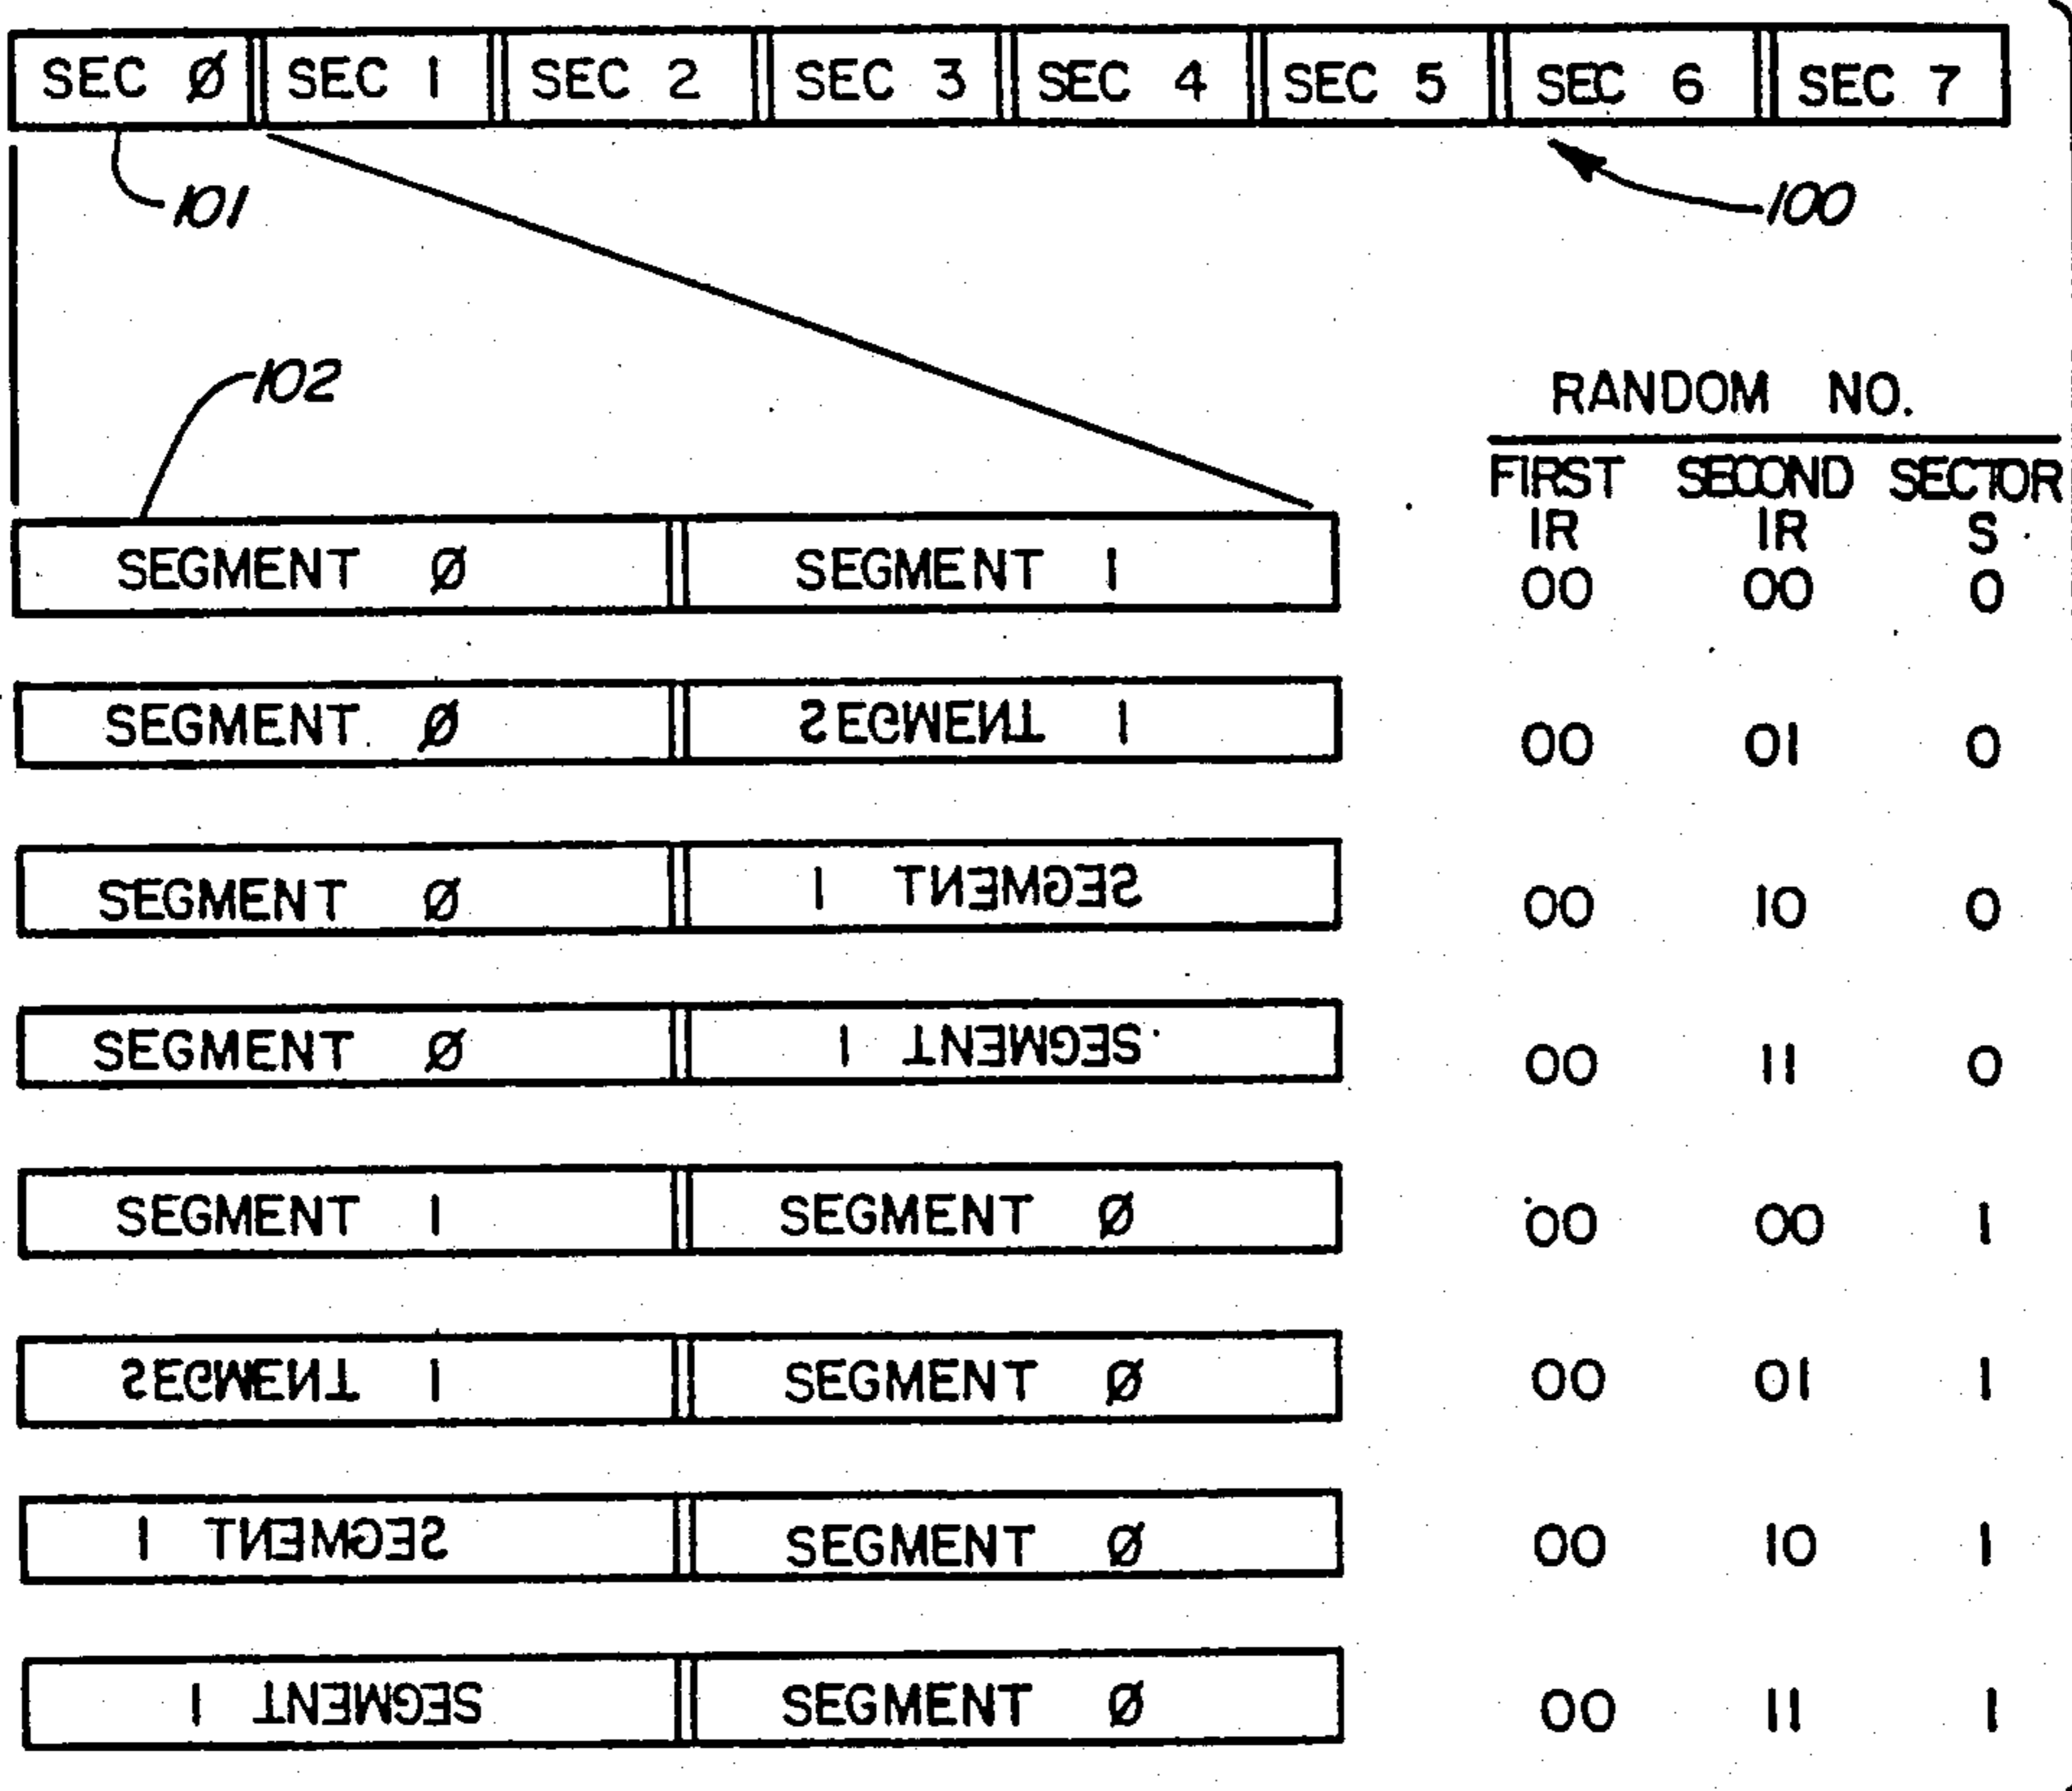 SEC Ø SEC 1 SEC 2 SEC 3 SEC 4 SEC 5 SEC 6 SEC 7
101 100
102
RANDOM NO.
FIRST SECOND SECTOR
IR IR S
SEGMENT Ø SEGMENT 1 00 00 0
SEGMENT Ø SEGMENT 1 00 01 0
SEGMENT Ø SEGMENT 1 00 10 0
SEGMENT Ø SEGMENT 1 00 11 0
SEGMENT 1 SEGMENT Ø 00 00 1
SEGMENT 1 SEGMENT Ø 00 01 1
SEGMENT 1 SEGMENT Ø 00 10 1
SEGMENT 1 SEGMENT Ø 00 11 1